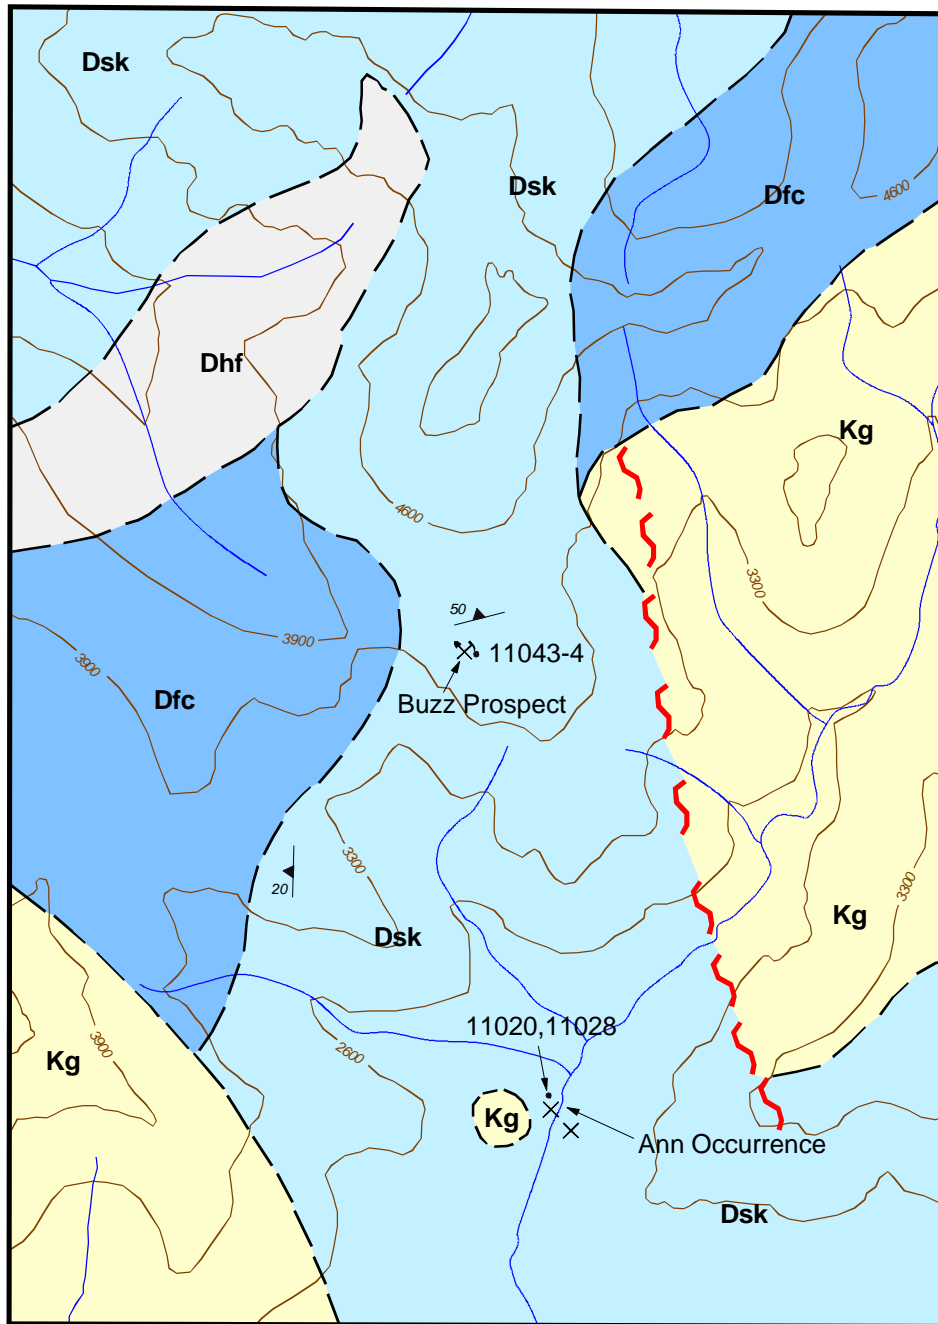 Dsk
Dsk
Dfc
4600
Dhf
Kg
4600
3300
50
3900
11043-4
3900
Dfc
Buzz Prospect
3300
20
3300
Kg
Dsk
11020,11028
3900
2600
Kg
Kg
Ann Occurrence
Dsk